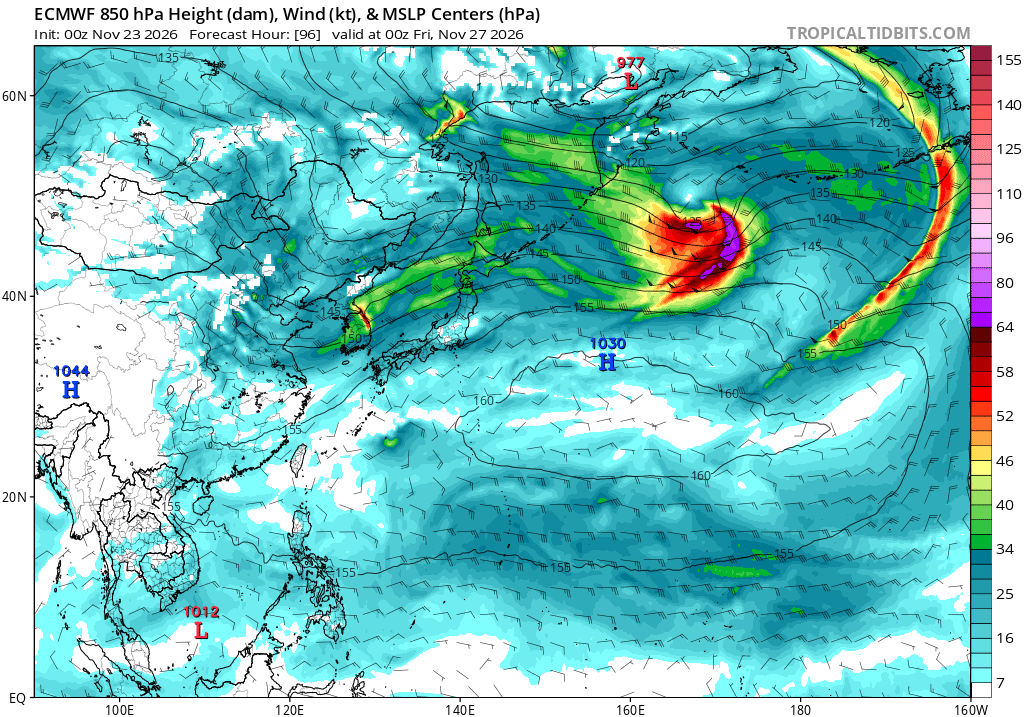 ECMWF 850 hPa Height (dam), Wind (kt), & MSLP Centers (hPa)
Init: 00z Nov 23 2026 Forecast Hour: [96] valid at 00z Fri, Nov 27 2026
TROPICALTIDBITS.COM
135
977
L
155
60N
140
120
115
125
125
120
130
130
110
135
135
96
140
140
145
145
150
80
155
40N
145
150
150
64
1030
H
155
1044
H
58
160
160
155
52
160
46
20N
155
40
155
155
155
34
25
1012
L
16
7
EQ
100E
120E
140E
160E
180
160W